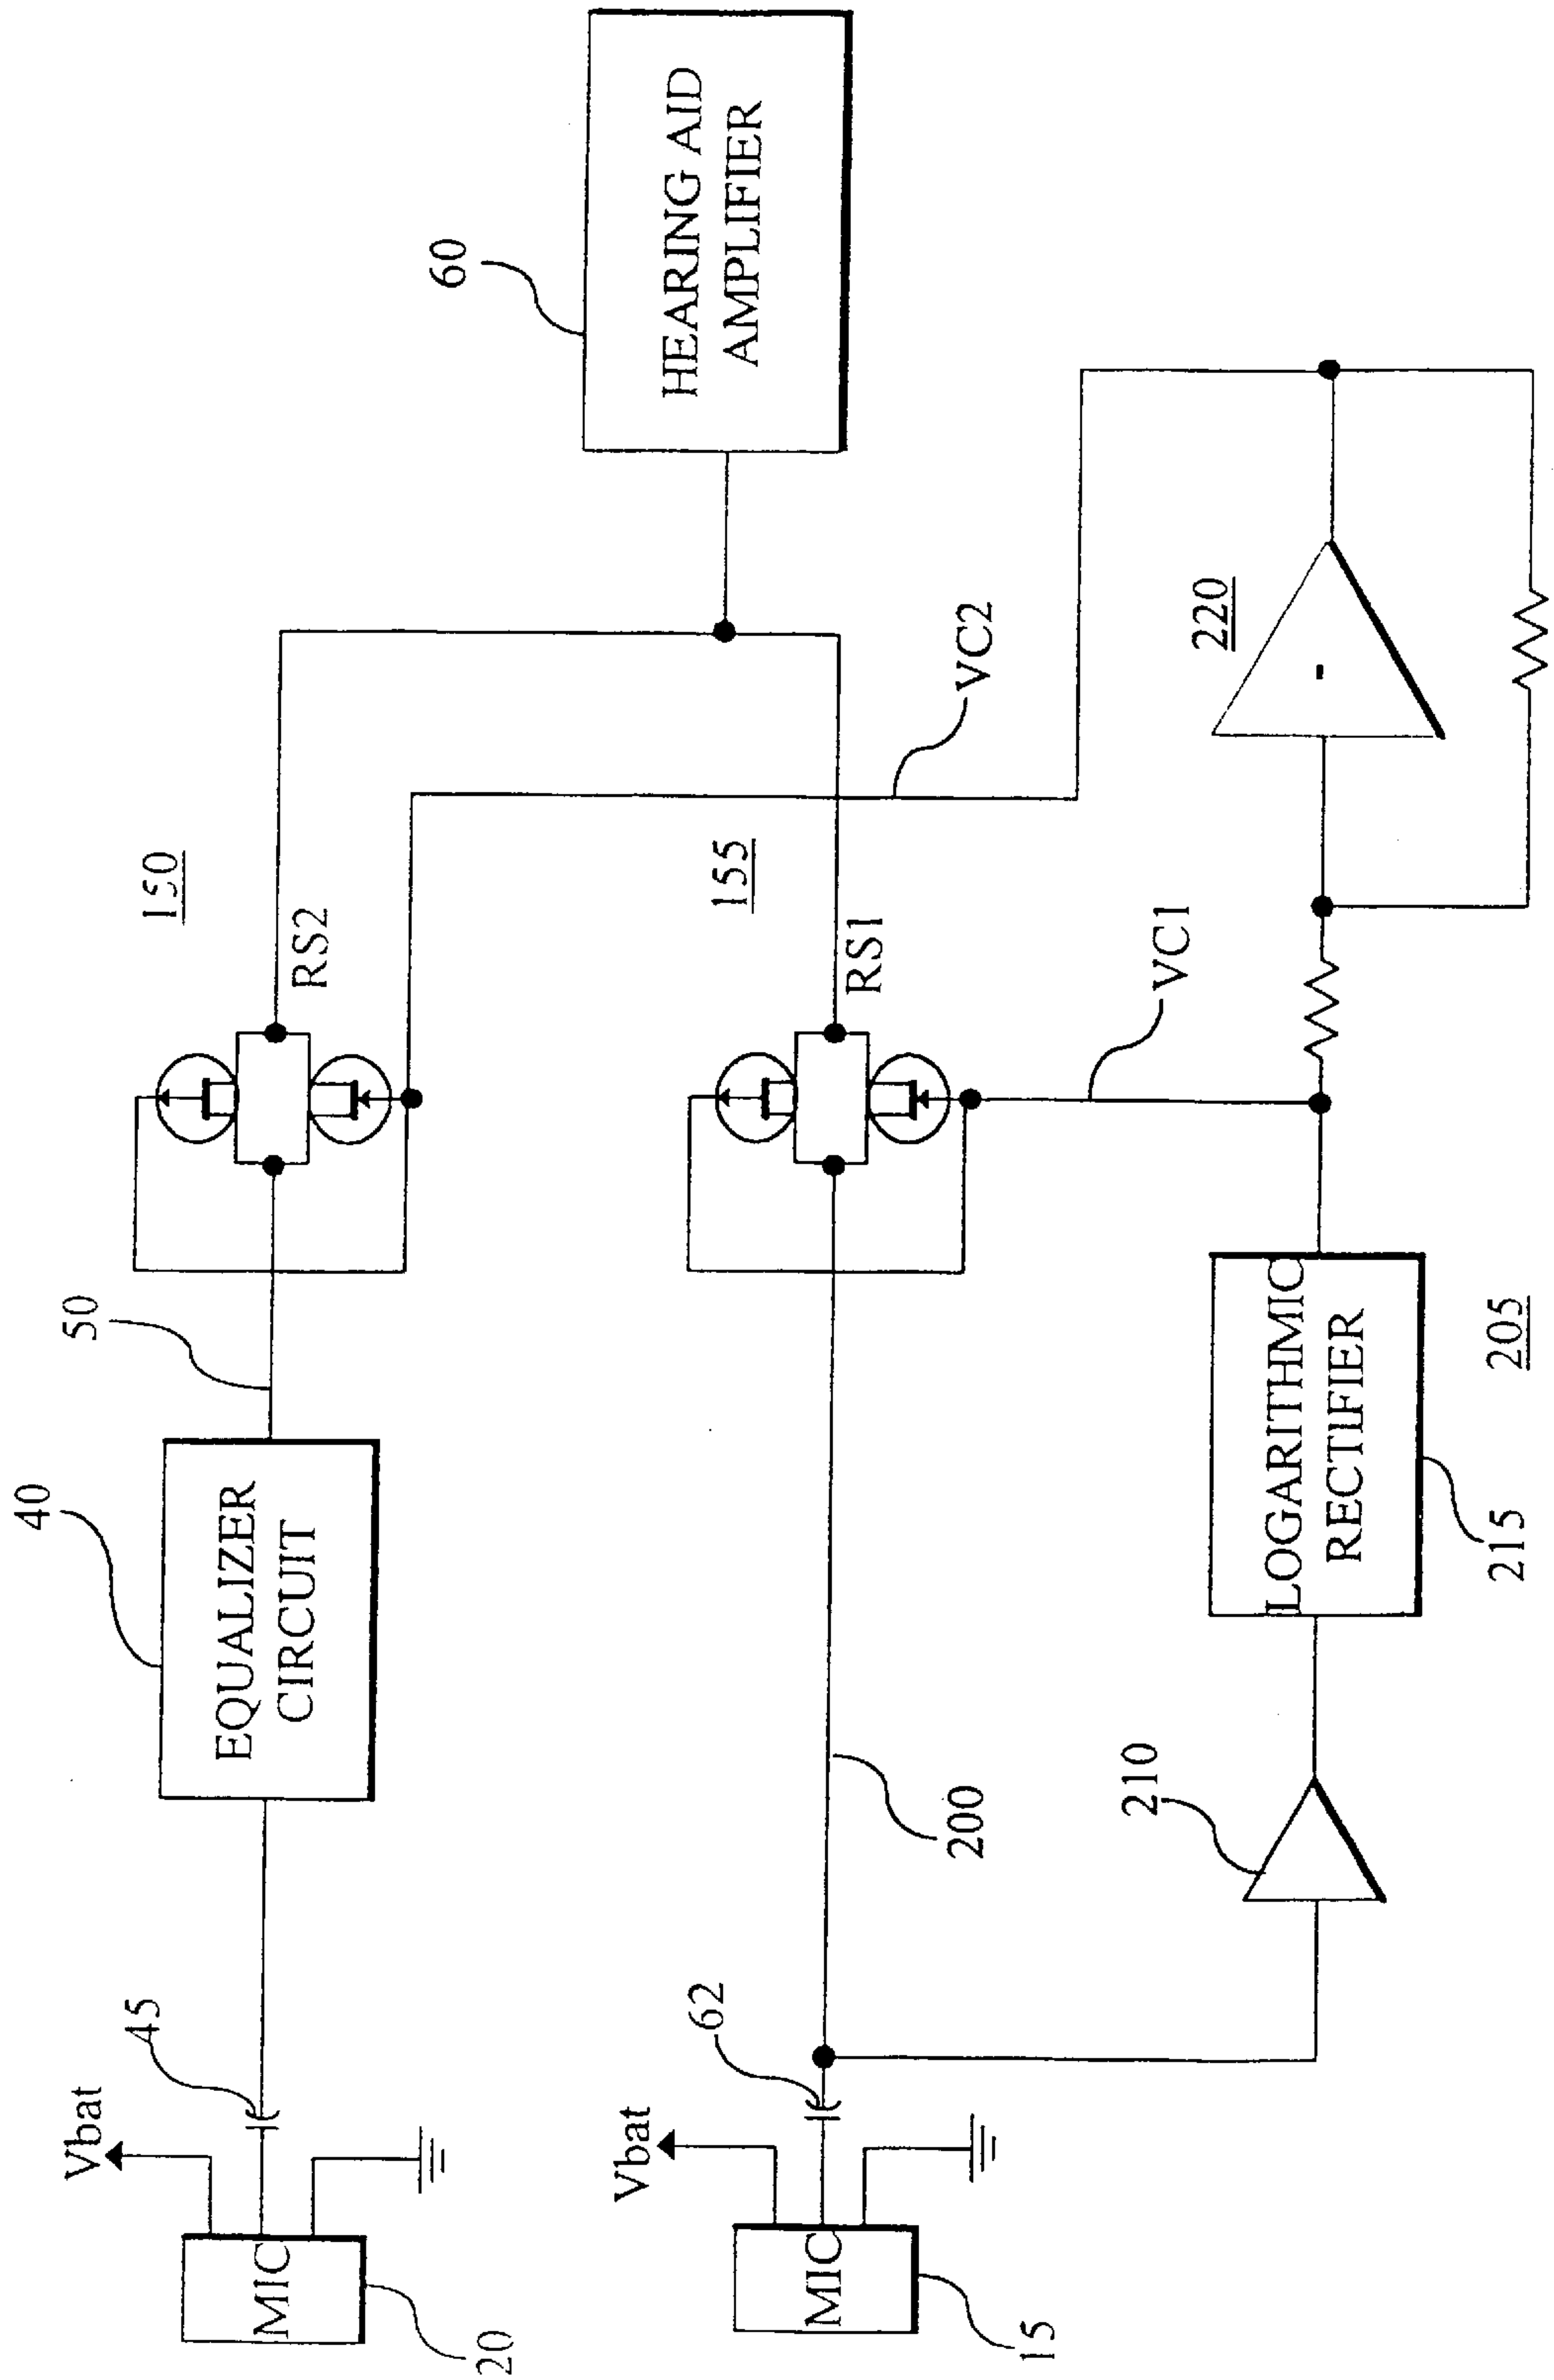 Vbat
MIC
20
45
EQUALIZER
CIRCUIT
40
50
150
RS2
60
HEARING AID
AMPLIFIER
Vbat
MIC
15
62
200
155
RS1
VC2
VC1
210
LOGARITHMIC
RECTIFIER
215
205
220
-